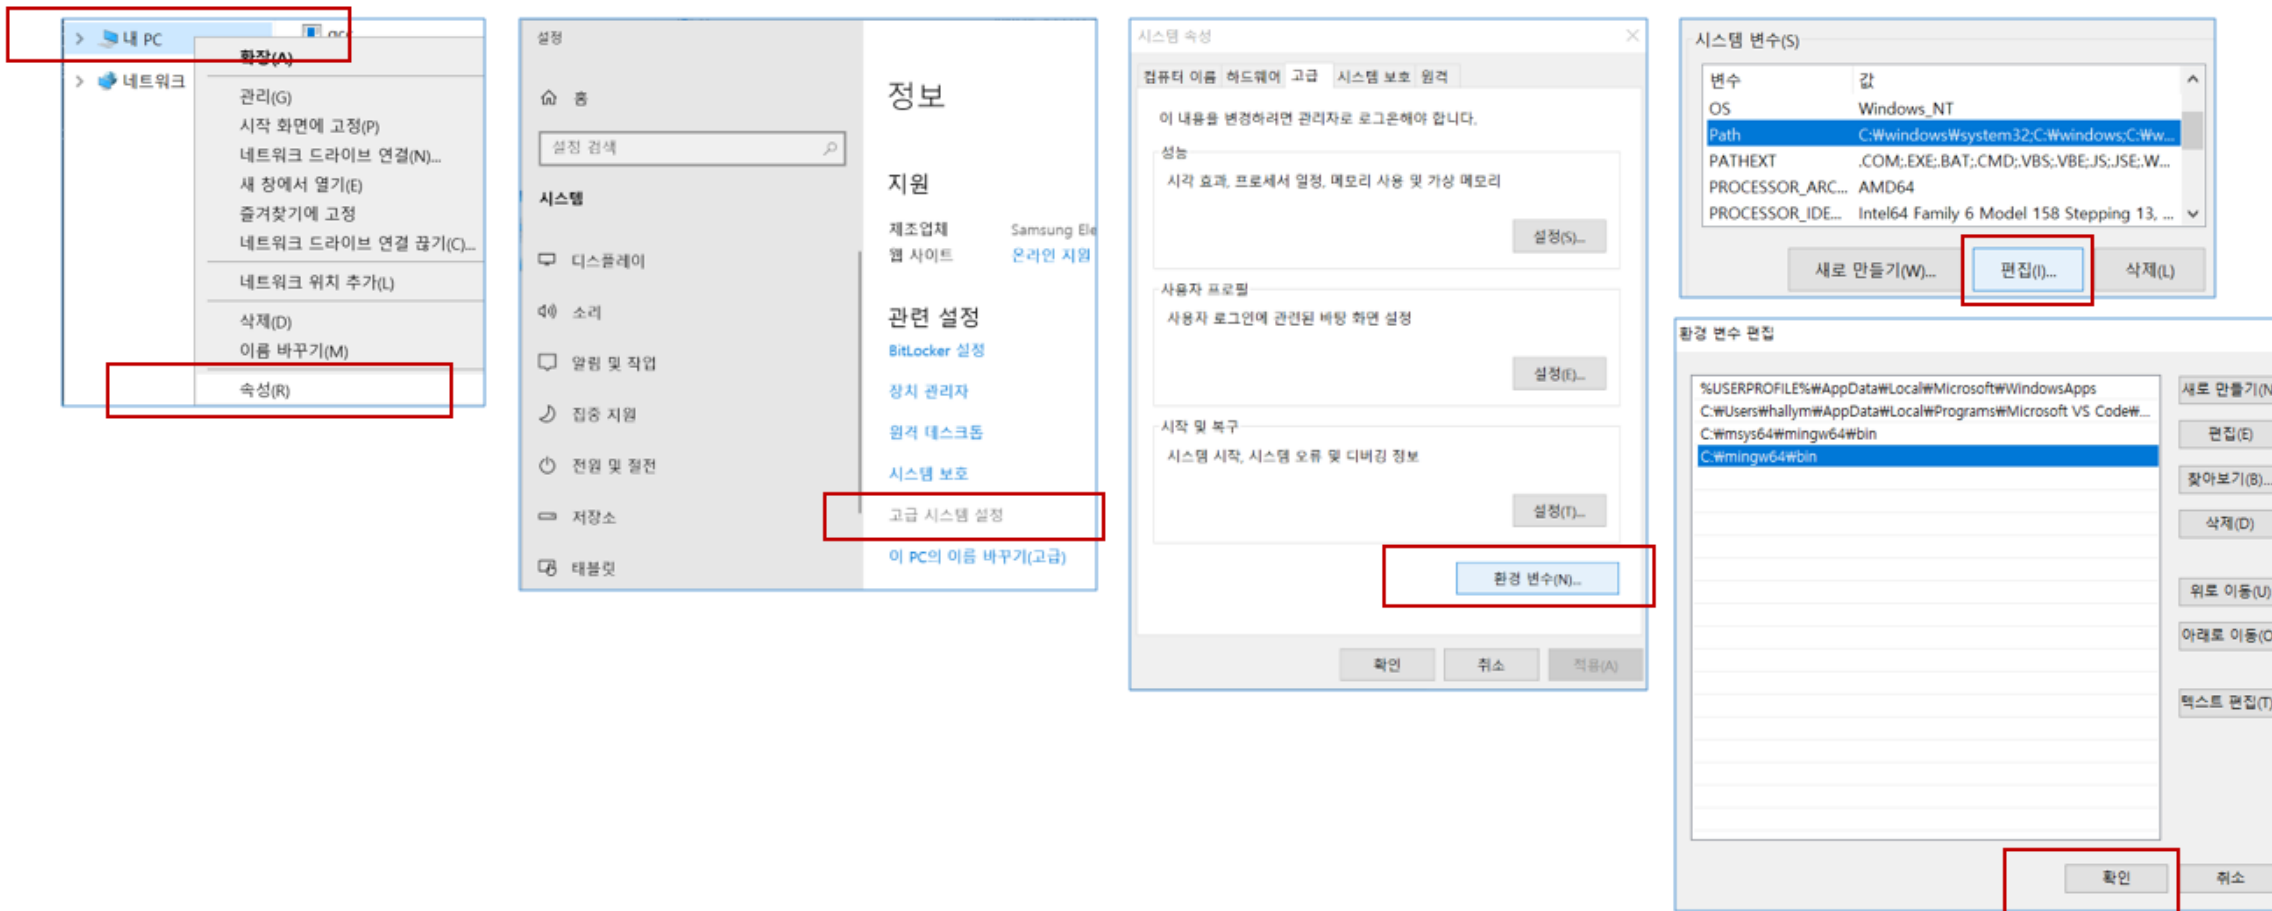 내 PC
네트워크
확장(A)
관리(G)
시작 화면에 고정(P)
네트워크 드라이브 연결(N)...
새 창에서 열기(E)
즐겨찾기에 고정
네트워크 드라이브 연결 끊기(C)...
네트워크 위치 추가(L)
삭제(D)
이름 바꾸기(M)
속성(R)
설정
홈
설정 검색
시스템
디스플레이
소리
알림 및 작업
집중 지원
전원 및 절전
저장소
태블릿
정보
지원
제조업체 Samsung Ele
웹 사이트 온라인 지원
관련 설정
BitLocker 설정
장치 관리자
원격 데스크톱
시스템 보호
고급 시스템 설정
이 PC의 이름 바꾸기(고급)
시스템 속성
컴퓨터 이름 하드웨어 고급 시스템 보호 원격
이 내용을 변경하려면 관리자로 로그온해야 합니다.
성능
시각 효과, 프로세서 일정, 메모리 사용 및 가상 메모리
설정(S)...
사용자 프로필
사용자 로그인에 관련된 바탕 화면 설정
설정(E)...
시작 및 복구
시스템 시작, 시스템 오류 및 디버깅 정보
설정(T)...
환경 변수(N)...
확인 취소 적용(A)
시스템 변수(S)
변수 값
OS Windows_NT
Path C:₩windows₩system32;C:₩windows;C:₩w...
PATHEXT .COM;.EXE;.BAT;.CMD;.VBS;.VBE;.JS;.JSE;.W...
PROCESSOR_ARC... AMD64
PROCESSOR_IDE... Intel64 Family 6 Model 158 Stepping 13, ...
새로 만들기(W)... 편집(I)... 삭제(L)
환경 변수 편집
%USERPROFILE%₩AppData₩Local₩Microsoft₩WindowsApps
C:₩Users₩hallym₩AppData₩Local₩Programs₩Microsoft VS Code₩...
C:₩msys64₩mingw64₩bin
C:₩mingw64₩bin
새로 만들기(N
편집(E)
찾아보기(B)...
삭제(D)
위로 이동(U)
아래로 이동(O
텍스트 편집(T)
확인 취소